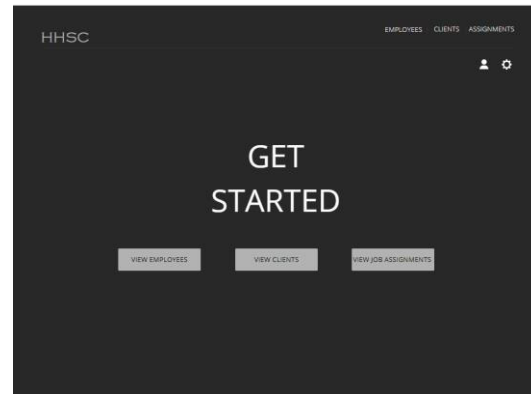 HHSC
EMPLOYEES CLIENTS ASSIGNMENTS
GET
STARTED
VIEW EMPLOYEES
VIEW CLIENTS
VIEW JOB ASSIGNMENTS